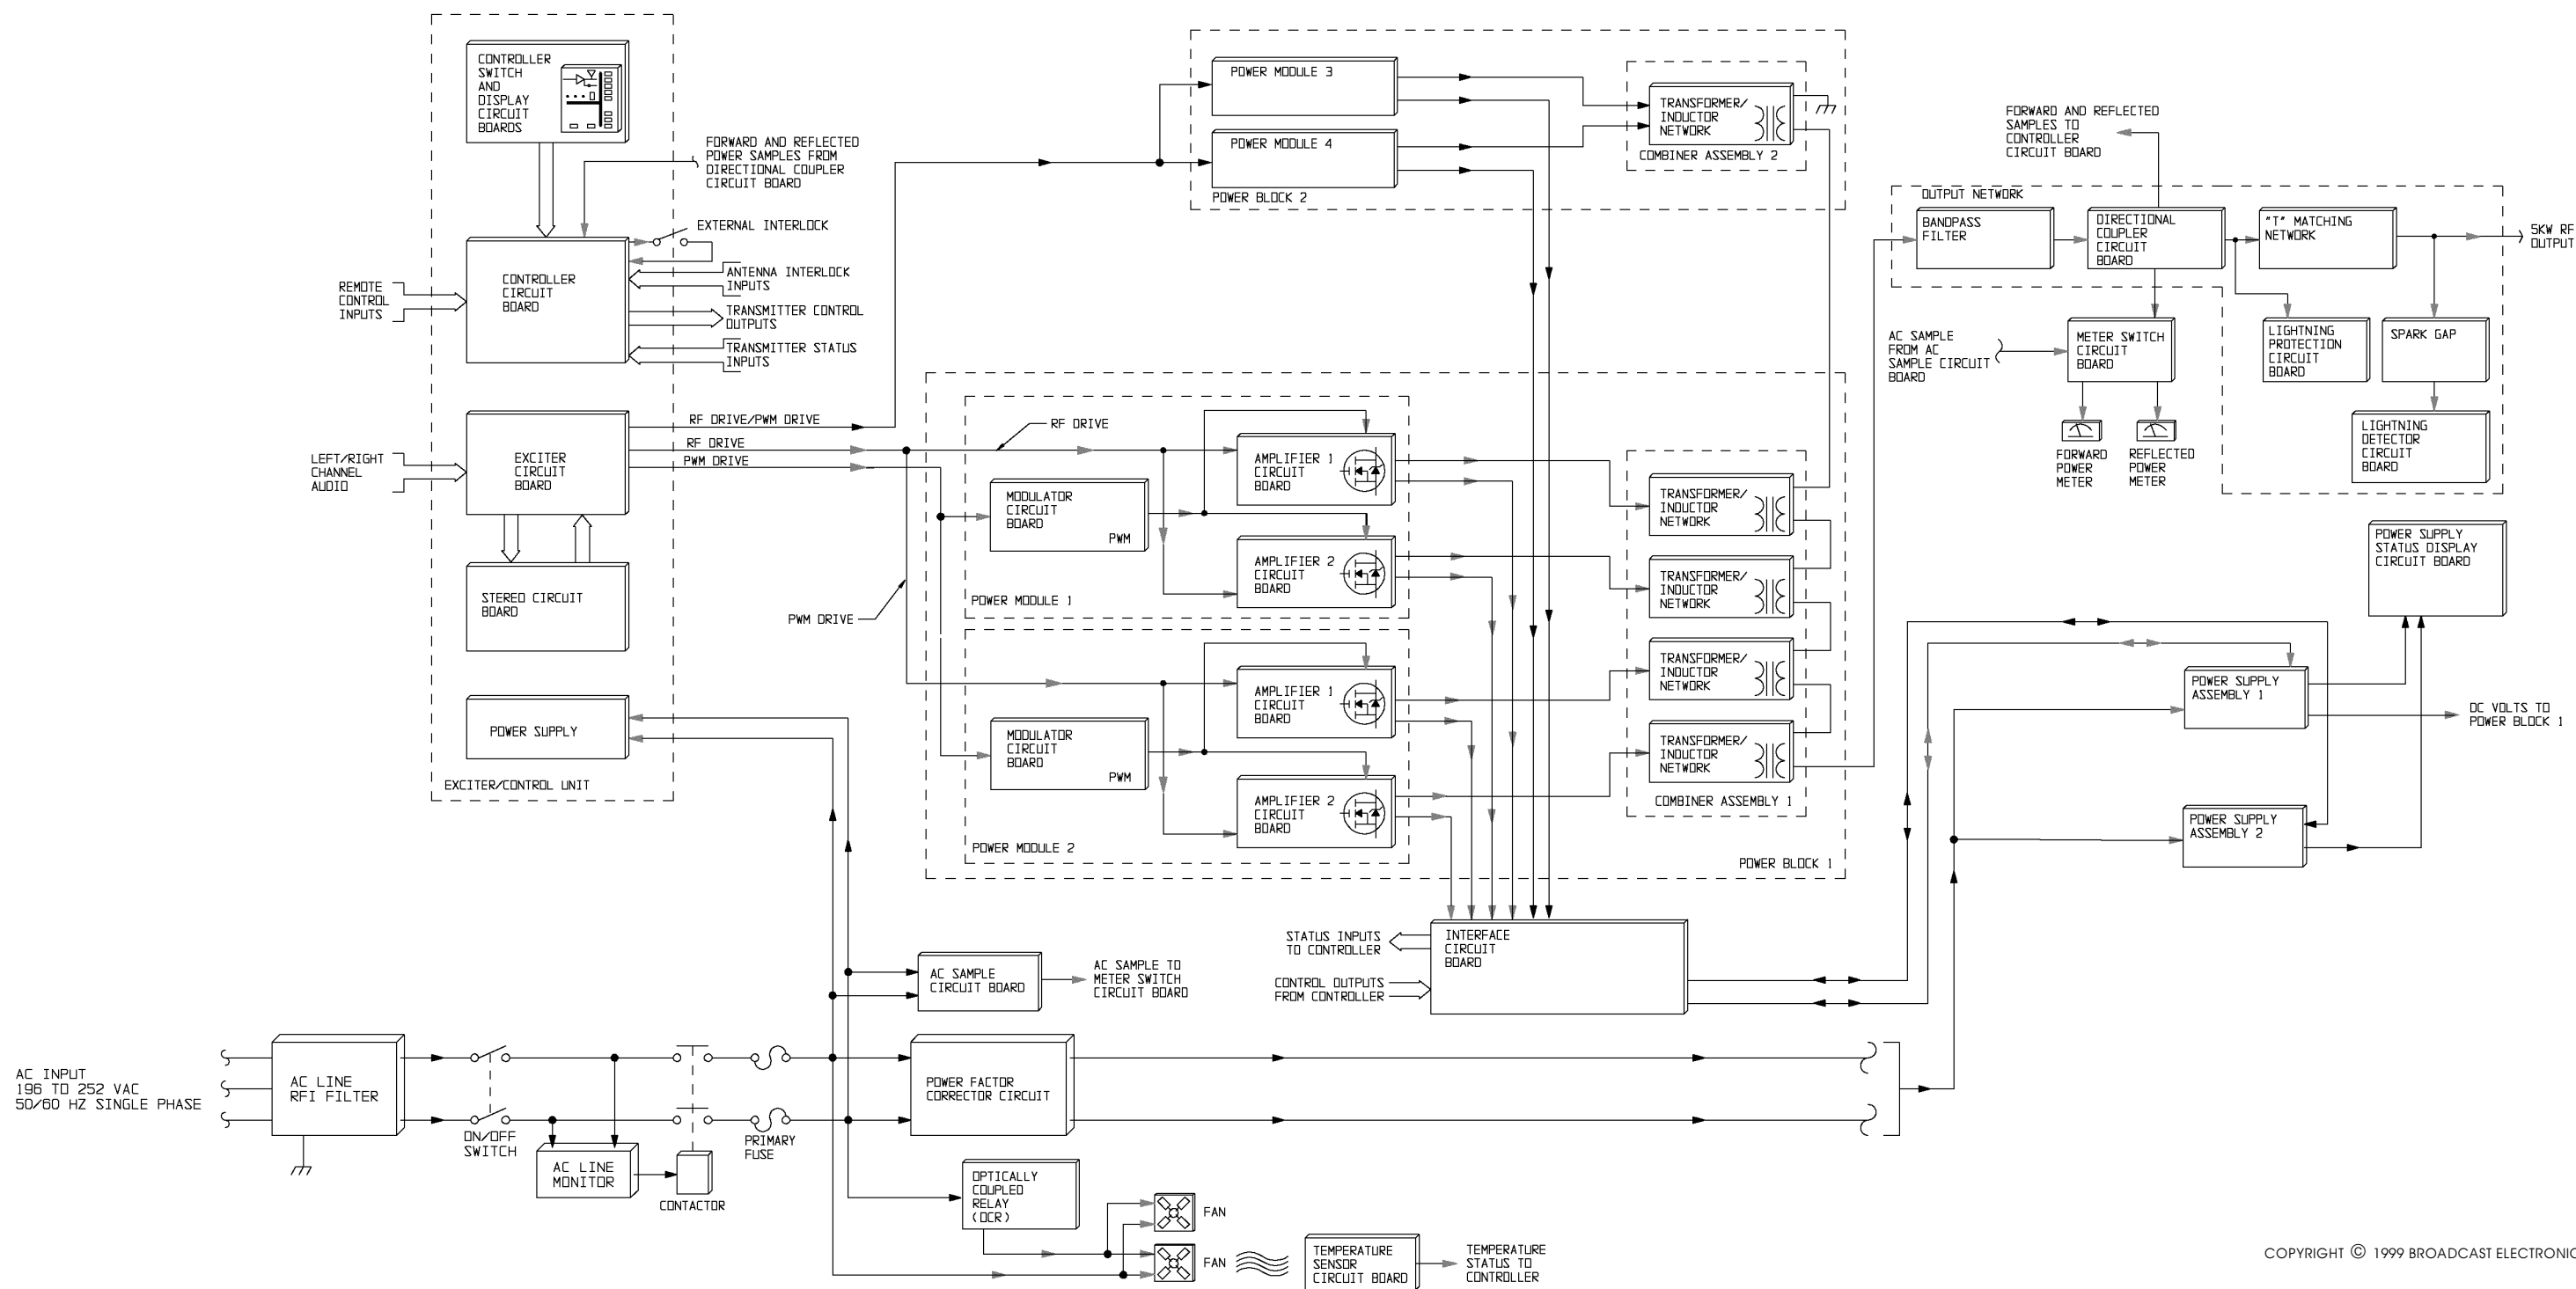 CONTROLLER
SWITCH
AND
DISPLAY
CIRCUIT
BOARDS
FORWARD AND REFLECTED
POWER SAMPLES FROM
DIRECTIONAL COUPLER
CIRCUIT BOARD
EXTERNAL INTERLOCK
CONTROLLER
CIRCUIT
BOARD
ANTENNA INTERLOCK
INPUTS
REMOTE
CONTROL
INPUTS
TRANSMITTER CONTROL
OUTPUTS
TRANSMITTER STATUS
INPUTS
LEFT/RIGHT
CHANNEL
AUDIO
EXCITER
CIRCUIT
BOARD
RF DRIVE/PWM DRIVE
RF DRIVE
PWM DRIVE
STEREO CIRCUIT
BOARD
POWER SUPPLY
EXCITER/CONTROL UNIT
POWER MODULE 3
POWER MODULE 4
POWER BLOCK 2
TRANSFORMER/
INDUCTOR
NETWORK
COMBINER ASSEMBLY 2
RF DRIVE
PWM DRIVE
MODULATOR
CIRCUIT
BOARD
PWM
AMPLIFIER 1
CIRCUIT
BOARD
AMPLIFIER 2
CIRCUIT
BOARD
POWER MODULE 1
MODULATOR
CIRCUIT
BOARD
PWM
AMPLIFIER 1
CIRCUIT
BOARD
AMPLIFIER 2
CIRCUIT
BOARD
POWER MODULE 2
TRANSFORMER/
INDUCTOR
NETWORK
TRANSFORMER/
INDUCTOR
NETWORK
TRANSFORMER/
INDUCTOR
NETWORK
TRANSFORMER/
INDUCTOR
NETWORK
COMBINER ASSEMBLY 1
POWER BLOCK 1
FORWARD AND REFLECTED
SAMPLES TO
CONTROLLER
CIRCUIT BOARD
OUTPUT NETWORK
BANDPASS
FILTER
DIRECTIONAL
COUPLER
CIRCUIT
BOARD
"T" MATCHING
NETWORK
5KW RF
OUTPUT
AC SAMPLE
FROM AC
SAMPLE CIRCUIT
BOARD
METER SWITCH
CIRCUIT
BOARD
LIGHTNING
PROTECTION
CIRCUIT
BOARD
SPARK GAP
LIGHTNING
DETECTOR
CIRCUIT
BOARD
FORWARD
POWER
METER
REFLECTED
POWER
METER
POWER SUPPLY
STATUS DISPLAY
CIRCUIT BOARD
POWER SUPPLY
ASSEMBLY 1
DC VOLTS TO
POWER BLOCK 1
POWER SUPPLY
ASSEMBLY 2
STATUS INPUTS
TO CONTROLLER
CONTROL OUTPUTS
FROM CONTROLLER
INTERFACE
CIRCUIT
BOARD
AC SAMPLE
CIRCUIT BOARD
AC SAMPLE TO
METER SWITCH
CIRCUIT BOARD
AC INPUT
196 TO 252 VAC
50/60 HZ SINGLE PHASE
AC LINE
RFI FILTER
ON/OFF
SWITCH
AC LINE
MONITOR
CONTACTOR
PRIMARY
FUSE
POWER FACTOR
CORRECTOR CIRCUIT
OPTICALLY
COUPLED
RELAY
(OCR)
FAN
FAN
TEMPERATURE
SENSOR
CIRCUIT BOARD
TEMPERATURE
STATUS TO
CONTROLLER
COPYRIGHT © 1999 BROADCAST ELECTRONIC